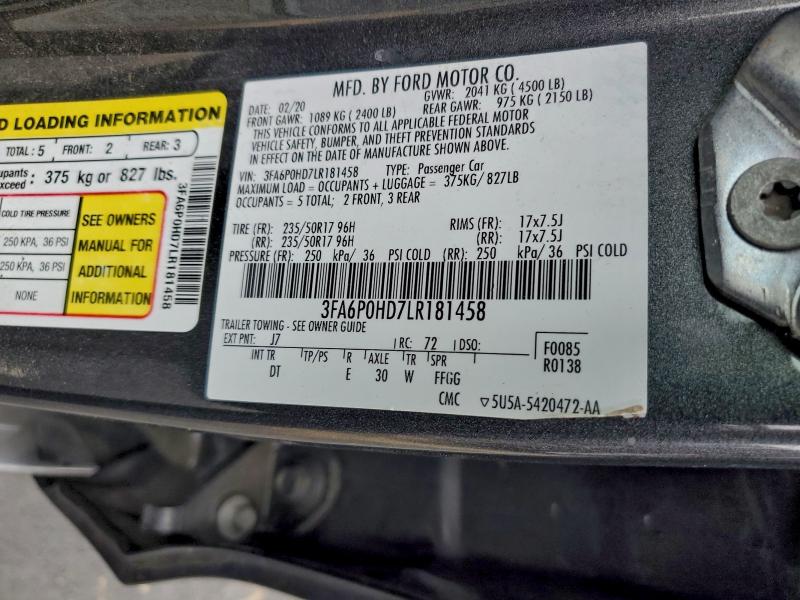 D LOADING INFORMATION
TOTAL: 5 FRONT: 2 REAR: 3
upants
exceed: 375 kg or 827 lbs.
COLD TIRE PRESSURE
250 KPA, 36 PSI
250 KPA, 36 PSI
NONE
SEE OWNERS
MANUAL FOR
ADDITIONAL
INFORMATION
3FA6P0HD7LR181458
MFD. BY FORD MOTOR CO.
DATE: 02/20 GVWR: 2041 KG ( 4500 LB)
FRONT GAWR: 1089 KG ( 2400 LB) REAR GAWR: 975 KG ( 2150 LB)
THIS VEHICLE CONFORMS TO ALL APPLICABLE FEDERAL MOTOR
VEHICLE SAFETY, BUMPER, AND THEFT PREVENTION STANDARDS
IN EFFECT ON THE DATE OF MANUFACTURE SHOWN ABOVE.
VIN: 3FA6P0HD7LR181458 TYPE: Passenger Car
MAXIMUM LOAD = OCCUPANTS + LUGGAGE = 375KG/ 827LB
OCCUPANTS = 5 TOTAL; 2 FRONT, 3 REAR
TIRE (FR): 235/50R17 96H RIMS (FR): 17x7.5J
(RR): 235/50R17 96H (RR): 17x7.5J
PRESSURE (FR): 250 kPa/ 36 PSI COLD (RR): 250 kPa/ 36 PSI COLD
3FA6P0HD7LR181458
TRAILER TOWING - SEE OWNER GUIDE
EXT PNT: J7 RC: 72 DSO: F0085
INT TR TP/PS R AXLE TR SPR R0138
DT E 30 W FFGG
CMC ▽5U5A-5420472-AA